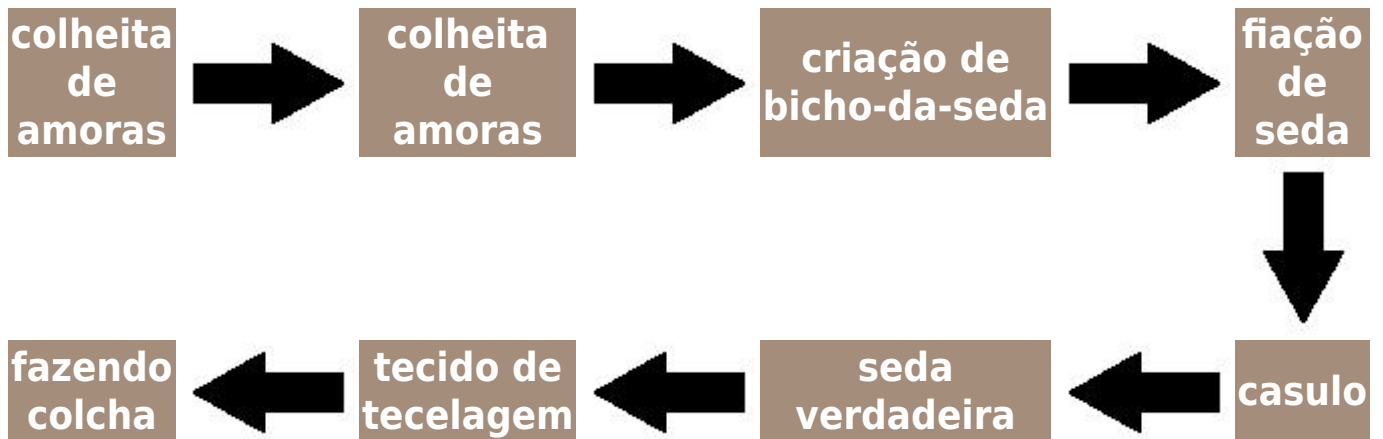 colheita
de
amoras
colheita
de
amoras
criação de
bicho-da-seda
fiação
de
seda
casulo
seda
verdadeira
tecido de
tecelagem
fazendo
colcha